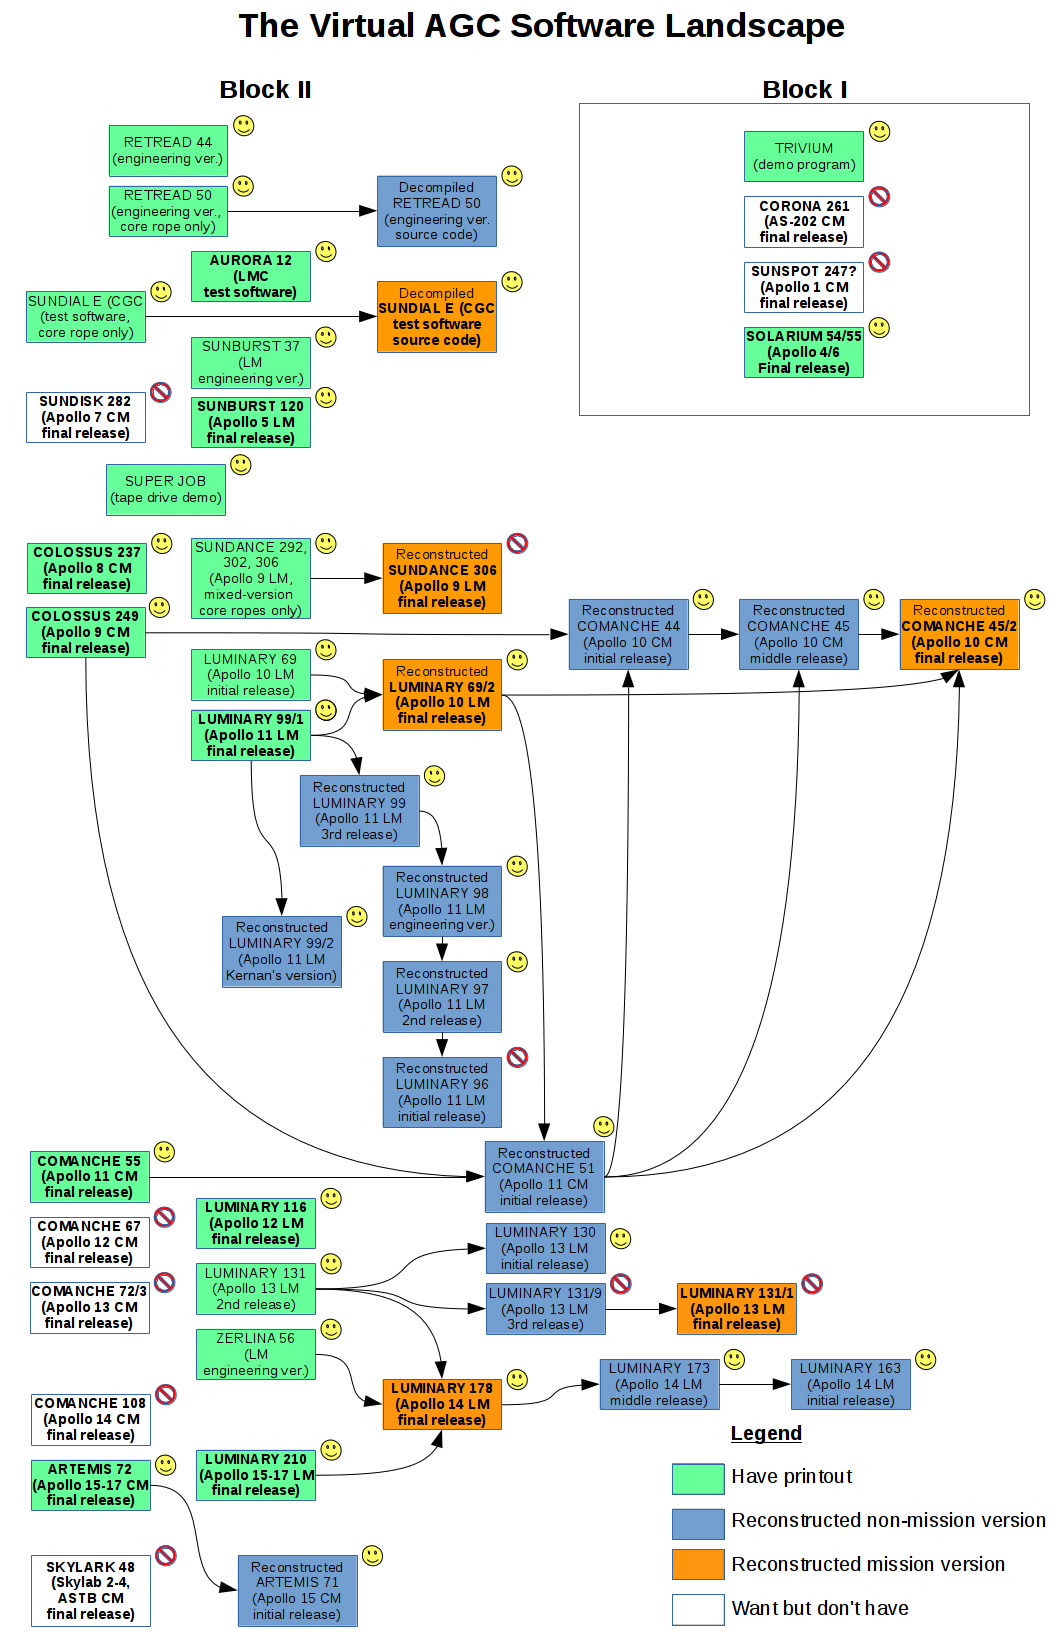 The Virtual AGC Software Landscape
Block II
Block I
RETREAD 44
(engineering ver.)
RETREAD 50
(engineering ver.,
core rope only)
Decompiled
RETREAD 50
(engineering ver.
source code)
AURORA 12
(LMC
test software)
SUNDIAL E (CGC
(test software,
core rope only)
Decompiled
SUNDIAL E (CGC
test software
source code)
SUNBURST 37
(LM
engineering ver.)
SUNDISK 282
(Apollo 7 CM
final release)
SUNBURST 120
(Apollo 5 LM
final release)
SUPER JOB
(tape drive demo)
TRIVIUM
(demo program)
CORONA 261
(AS-202 CM
final release)
SUNSPOT 247?
(Apollo 1 CM
final release)
SOLARIUM 54/55
(Apollo 4/6
Final release)
COLOSSUS 237
(Apollo 8 CM
final release)
SUNDANCE 292,
302, 306
(Apollo 9 LM,
mixed-version
core ropes only)
Reconstructed
SUNDANCE 306
(Apollo 9 LM
final release)
COLOSSUS 249
(Apollo 9 CM
final release)
Reconstructed
COMANCHE 44
(Apollo 10 CM
initial release)
Reconstructed
COMANCHE 45
(Apollo 10 CM
middle release)
Reconstructed
COMANCHE 45/2
(Apollo 10 CM
final release)
LUMINARY 69
(Apollo 10 LM
initial release)
Reconstructed
LUMINARY 69/2
(Apollo 10 LM
final release)
LUMINARY 99/1
(Apollo 11 LM
final release)
Reconstructed
LUMINARY 99
(Apollo 11 LM
3rd release)
Reconstructed
LUMINARY 98
(Apollo 11 LM
engineering ver.)
Reconstructed
LUMINARY 99/2
(Apollo 11 LM
Kernan's version)
Reconstructed
LUMINARY 97
(Apollo 11 LM
2nd release)
Reconstructed
LUMINARY 96
(Apollo 11 LM
initial release)
COMANCHE 55
(Apollo 11 CM
final release)
Reconstructed
COMANCHE 51
(Apollo 11 CM
initial release)
COMANCHE 67
(Apollo 12 CM
final release)
LUMINARY 116
(Apollo 12 LM
final release)
LUMINARY 130
(Apollo 13 LM
initial release)
COMANCHE 72/3
(Apollo 13 CM
final release)
LUMINARY 131
(Apollo 13 LM
2nd release)
LUMINARY 131/9
(Apollo 13 LM
3rd release)
LUMINARY 131/1
(Apollo 13 LM
final release)
ZERLINA 56
(LM
engineering ver.)
LUMINARY 178
(Apollo 14 LM
final release)
LUMINARY 173
(Apollo 14 LM
middle release)
LUMINARY 163
(Apollo 14 LM
initial release)
COMANCHE 108
(Apollo 14 CM
final release)
ARTEMIS 72
(Apollo 15-17 CM
final release)
LUMINARY 210
(Apollo 15-17 LM
final release)
SKYLARK 48
(Skylab 2-4,
ASTB CM
final release)
Reconstructed
ARTEMIS 71
(Apollo 15 CM
initial release)
Legend
Have printout
Reconstructed non-mission version
Reconstructed mission version
Want but don't have